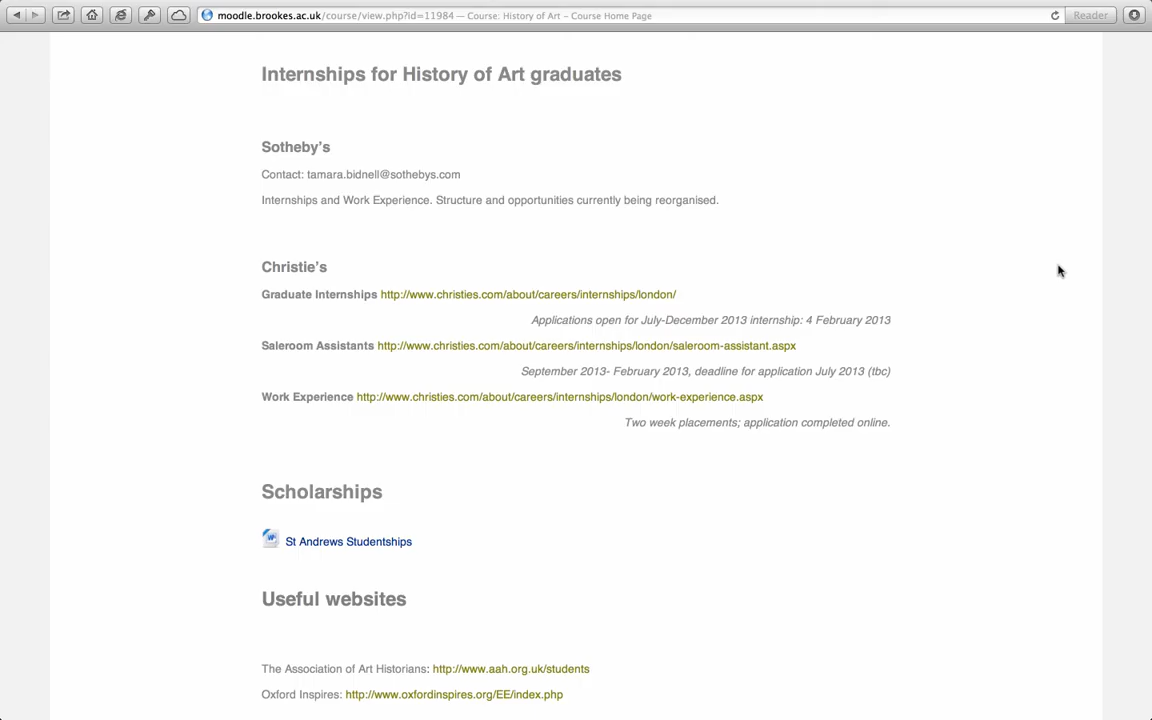 moodle.brookes.ac.uk/course/view.php?id=11984 — Course: History of Art – Course Home Page
Reader
Internships for History of Art graduates
Sotheby's
Contact: tamara.bidnell@sothebys.com
Internships and Work Experience. Structure and opportunities currently being reorganised.
Christie's
Graduate Internships http://www.christies.com/about/careers/internships/london/
Applications open for July-December 2013 internship: 4 February 2013
Saleroom Assistants http://www.christies.com/about/careers/internships/london/saleroom-assistant.aspx
September 2013- February 2013, deadline for application July 2013 (tbc)
Work Experience http://www.christies.com/about/careers/internships/london/work-experience.aspx
Two week placements; application completed online.
Scholarships
St Andrews Studentships
Useful websites
The Association of Art Historians: http://www.aah.org.uk/students
Oxford Inspires: http://www.oxfordinspires.org/EE/index.php